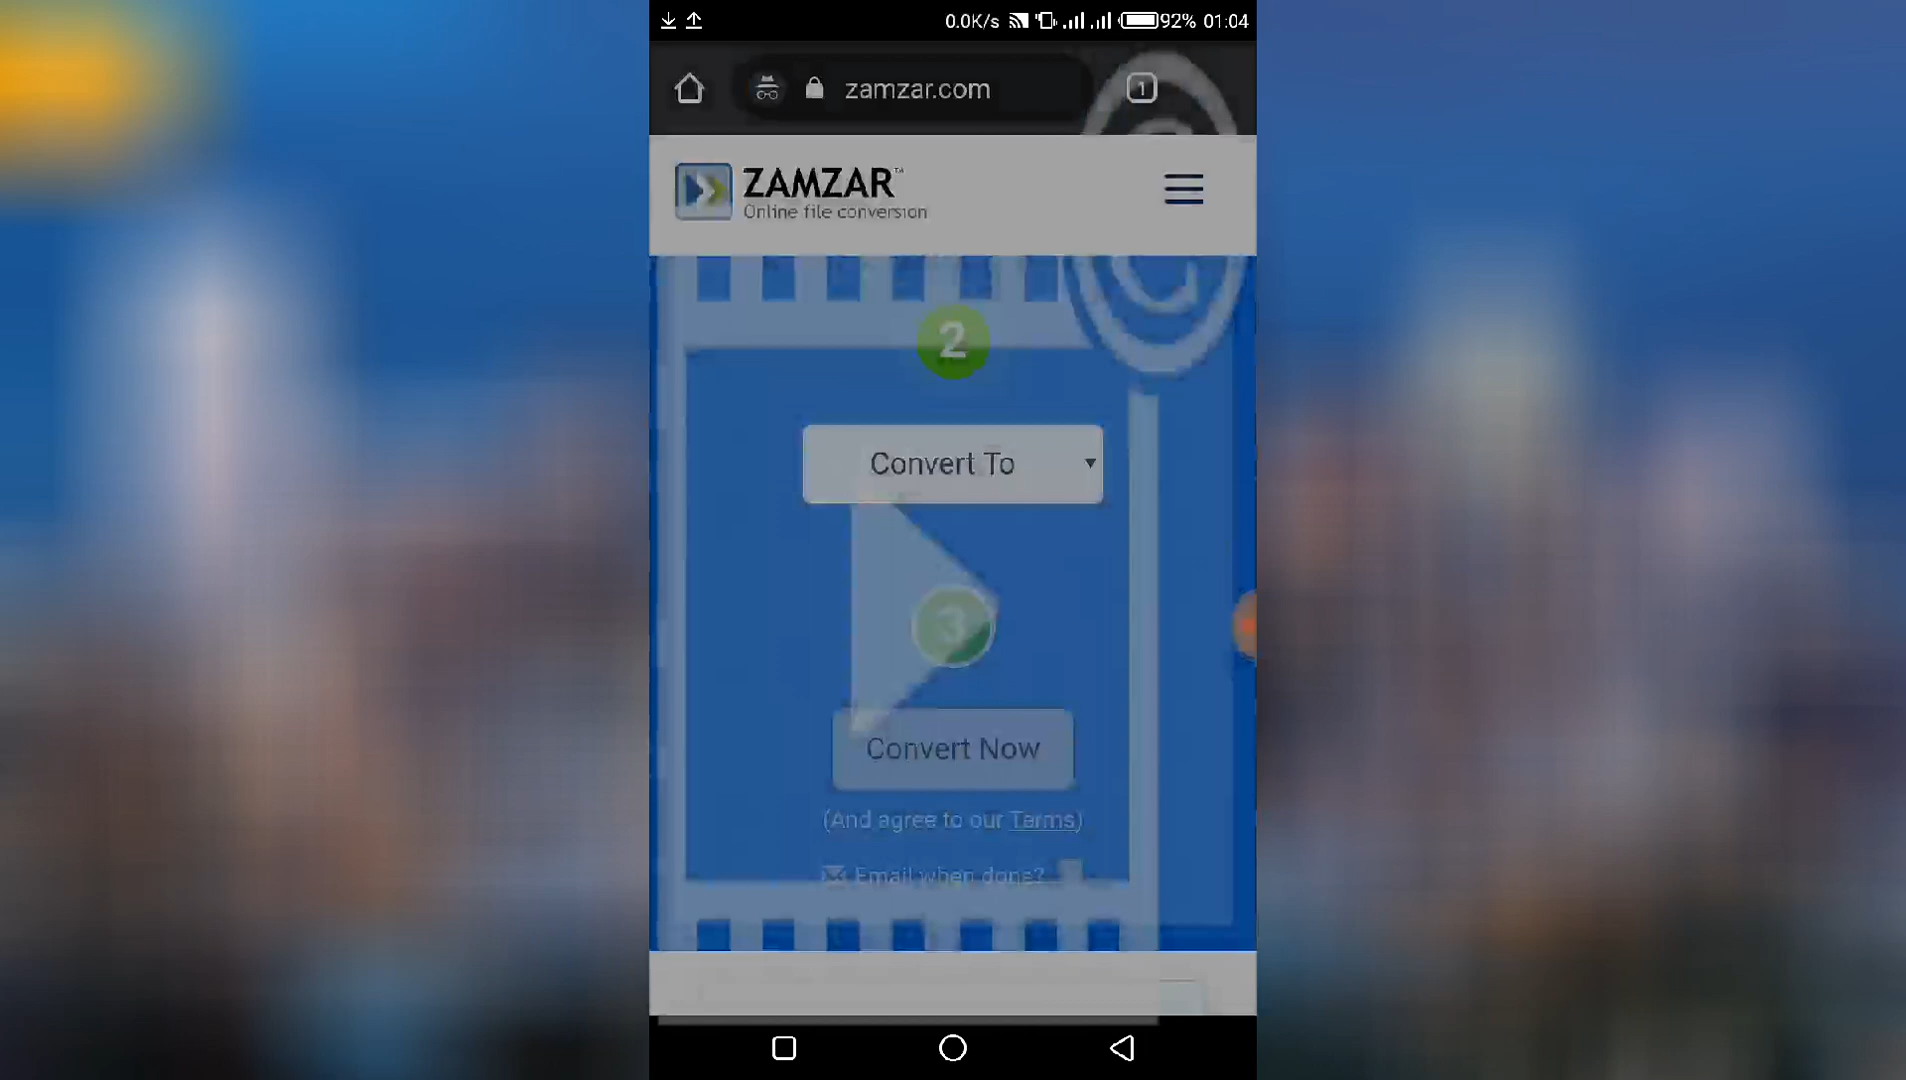 0.0K/s 92% 01:04
zamzar.com 1
ZAMZAR™
Online file conversion
2
Convert To
3
Convert Now
(And agree to our Terms)
Email when done?
C
C